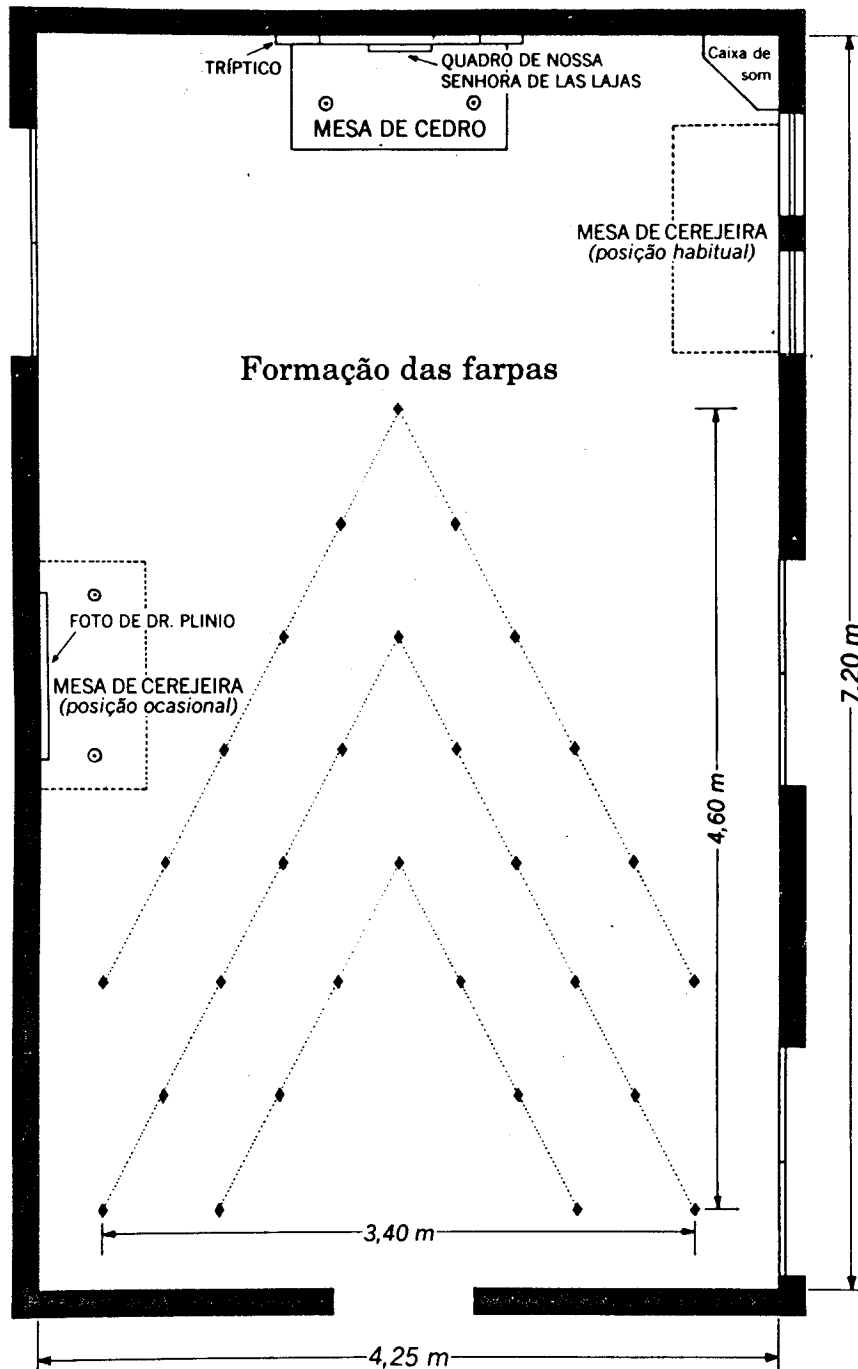 TRÍPTICO
QUADRO DE NOSSA
SENHORA DE LAS LAJAS
Caixa de
som
MESA DE CEDRO
MESA DE CEREJEIRA
(posição habitual)
Formação das farpas
FOTO DE DR. PLINIO
MESA DE CEREJEIRA
(posição ocasional)
7,20 m
4,60 m
3,40 m
4,25 m